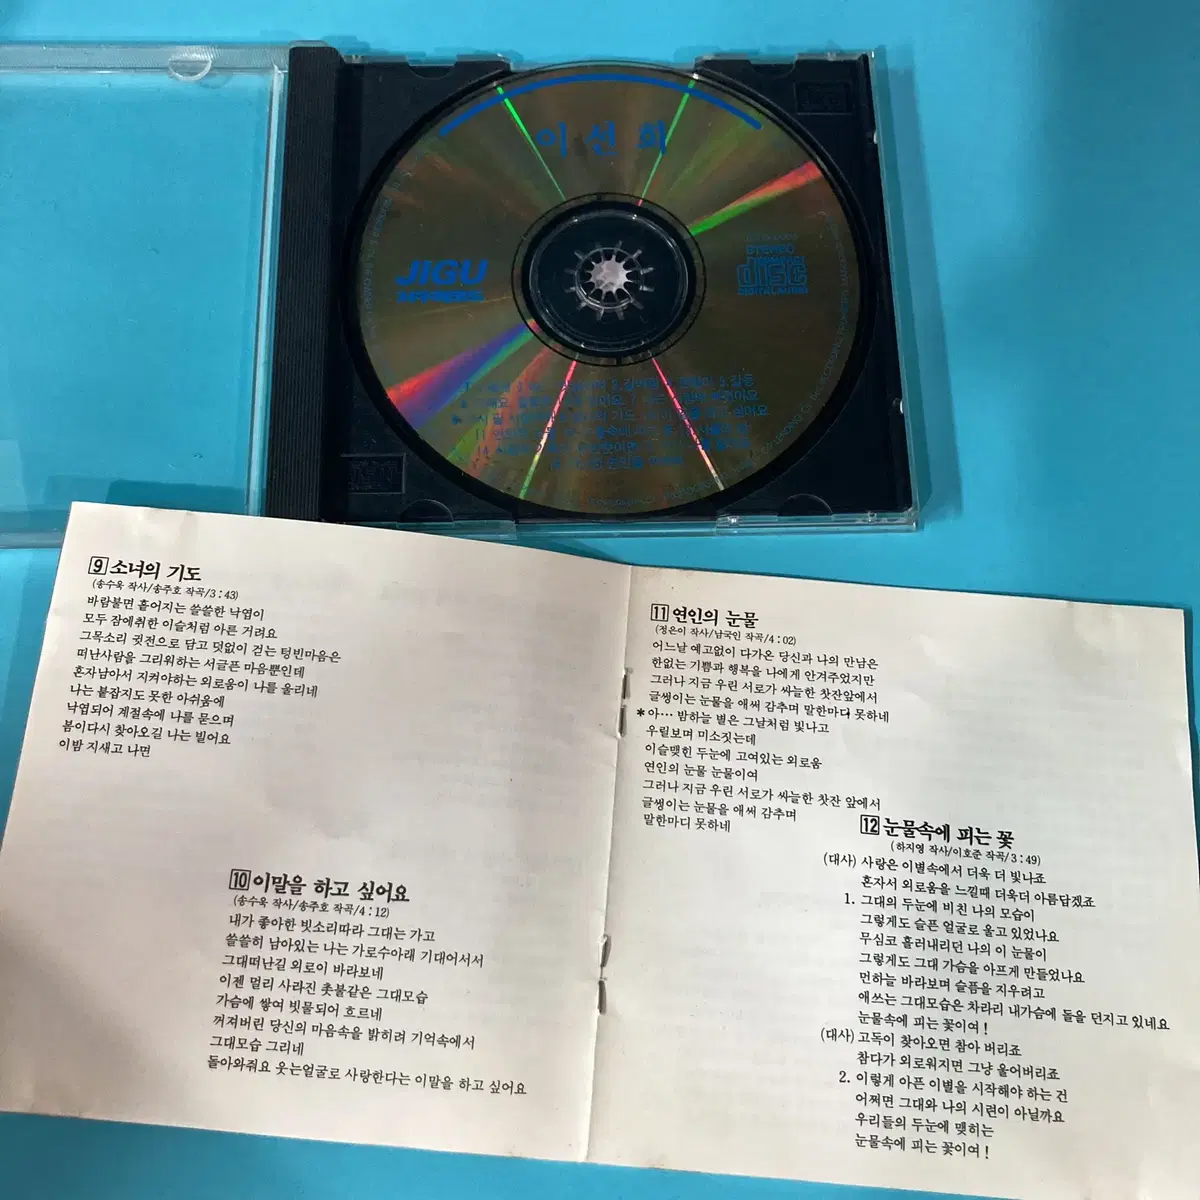 이 선 희
JIGU
STEREO
COMPACT
disc
DIGITAL AUDIO
9 소녀의 기도
(송수욱 작사/송주호 작곡/3:43)
바람불면 흩어지는 쓸쓸한 낙엽이
모두 잠에취한 이슬처럼 아른 거려요
그목소리 귓전으로 담고 덧없이 걷는 텅빈마음은
떠난사람을 그리워하는 서글픈 마음뿐인데
혼자남아서 지켜야하는 외로움이 나를 울리네
나는 붙잡지도 못한 아쉬움에
낙엽되어 계절속에 나를 묻으며
봄이다시 찾아오길 나는 빌어요
이밤 지새고 나면
10 이말을 하고 싶어요
(송수욱 작사/송주호 작곡/4:12)
내가 좋아한 빗소리따라 그대는 가고
쓸쓸히 남아있는 나는 가로수아래 기대어서서
그대떠난길 외로이 바라보네
이젠 멀리 사라진 촛불같은 그대모습
가슴에 쌓여 빗물되어 흐르네
꺼져버린 당신의 마음속을 밝히려 기억속에서
그대모습 그리네
돌아와줘요 웃는얼굴로 사랑한다는 이말을 하고 싶어요
11 연인의 눈물
(정은이 작사/남국인 작곡/4:02)
어느날 예고없이 다가온 당신과 나의 만남은
한없는 기쁨과 행복을 나에게 안겨주었지만
그러나 지금 우린 서로가 싸늘한 찻잔앞에서
글썽이는 눈물을 애써 감추며 말한마디 못하네
*아… 밤하늘 별은 그날처럼 빛나고
우릴보며 미소짓는데
이슬맺힌 두눈에 고여있는 외로움
연인의 눈물 눈물이여
그러나 지금 우린 서로가 싸늘한 찻잔 앞에서
글썽이는 눈물을 애써 감추며
말한마디 못하네
12 눈물속에 피는 꽃
(하지영 작사/이호준 작곡/3:49)
(대사) 사랑은 이별속에서 더욱 더 빛나죠
혼자서 외로움을 느낄때 더욱더 아름답겠죠
1. 그대의 두눈에 비친 나의 모습이
그렇게도 슬픈 얼굴로 울고 있었나요
무심코 흘러내리던 나의 이 눈물이
그렇게도 그대 가슴을 아프게 만들었나요
먼하늘 바라보며 슬픔을 지우려고
애쓰는 그대모습은 차라리 내가슴에 돌을 던지고 있네요
눈물속에 피는 꽃이여!
(대사) 고독이 찾아오면 참아 버리죠
참다가 외로워지면 그냥 울어버리죠
2. 이렇게 아픈 이별을 시작해야 하는 건
어쩌면 그대와 나의 시련이 아닐까요
우리들의 두눈에 맺히는
눈물속에 피는 꽃이여!